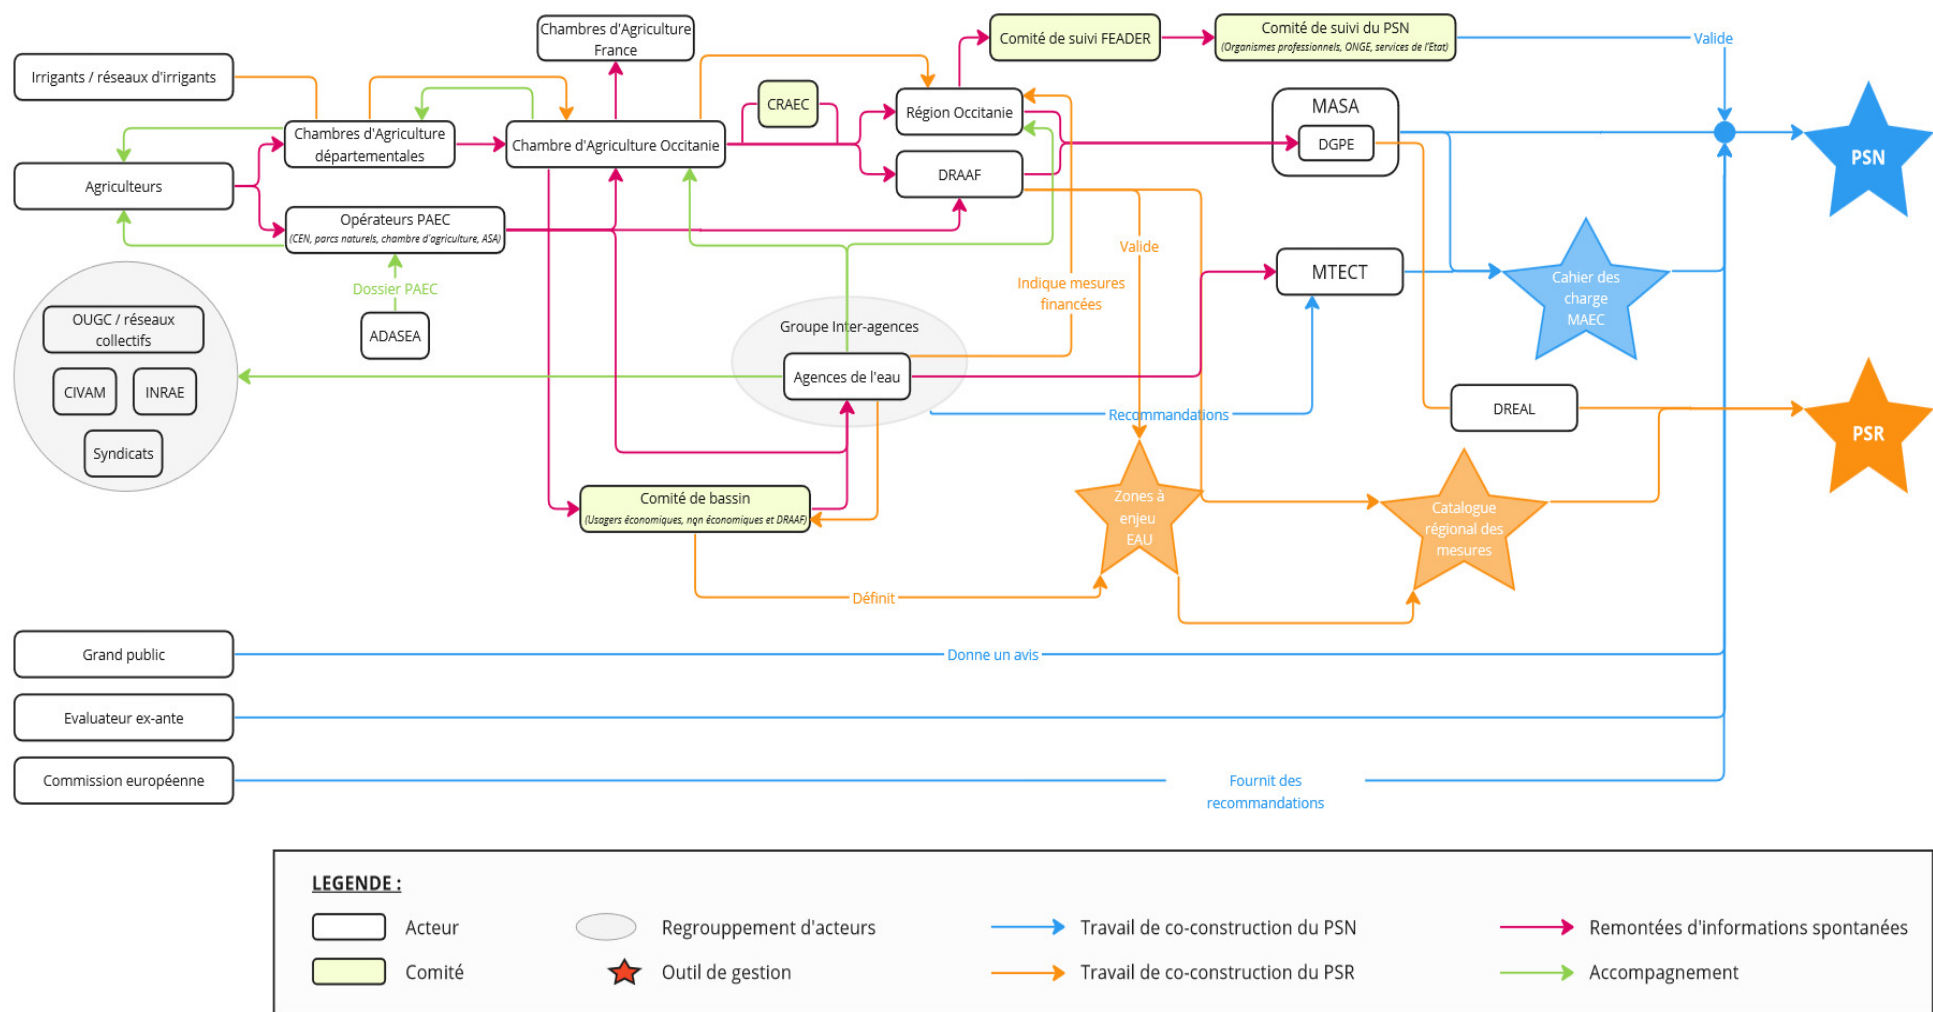 Chambres d'Agriculture
France
Comité de suivi FEADER
Comité de suivi du PSN
(Organismes professionnels, ONGE, services de l'Etat)
Valide
Irrigants / réseaux d'irrigants
CRAEC
Région Occitanie
MASA
DGPE
PSN
Chambres d'Agriculture
départementales
Chambre d'Agriculture Occitanie
DRAAF
Agriculteurs
Opérateurs PAEC
(CEN, parcs naturels, chambre d'agriculture, ASA)
Valide
Dossier PAEC
ADASEA
Indique mesures
financées
MTECT
Cahier des
charge
MAEC
OUGC / réseaux
collectifs
CIVAM
INRAE
Syndicats
Groupe Inter-agences
Agences de l'eau
Recommandations
DREAL
PSR
Comité de bassin
(Usagers économiques, nqn économiques et DRAAF)
Zones à
enjeu
EAU
Catalogue
régional des
mesures
Définit
Grand public
Donne un avis
Evaluateur ex-ante
Commission européenne
Fournit des
recommandations
LEGENDE :
Acteur
Regrouppement d'acteurs
Travail de co-construction du PSN
Remontées d'informations spontanées
Comité
Outil de gestion
Travail de co-construction du PSR
Accompagnement